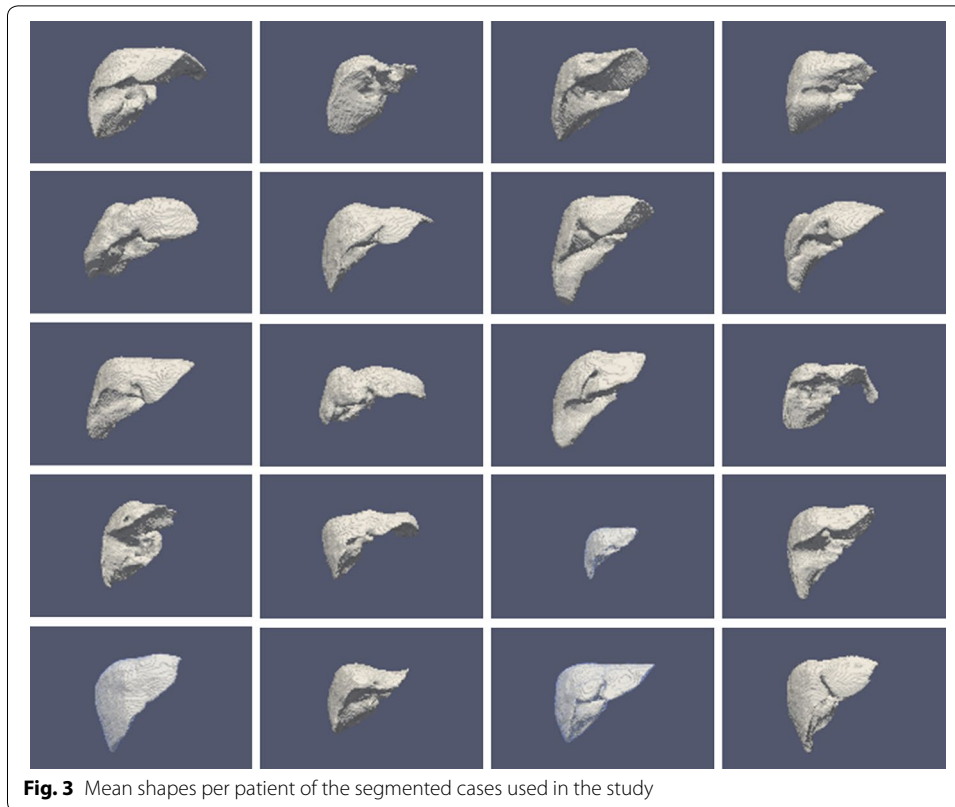 Fig. 3 Mean shapes per patient of the segmented cases used in the study